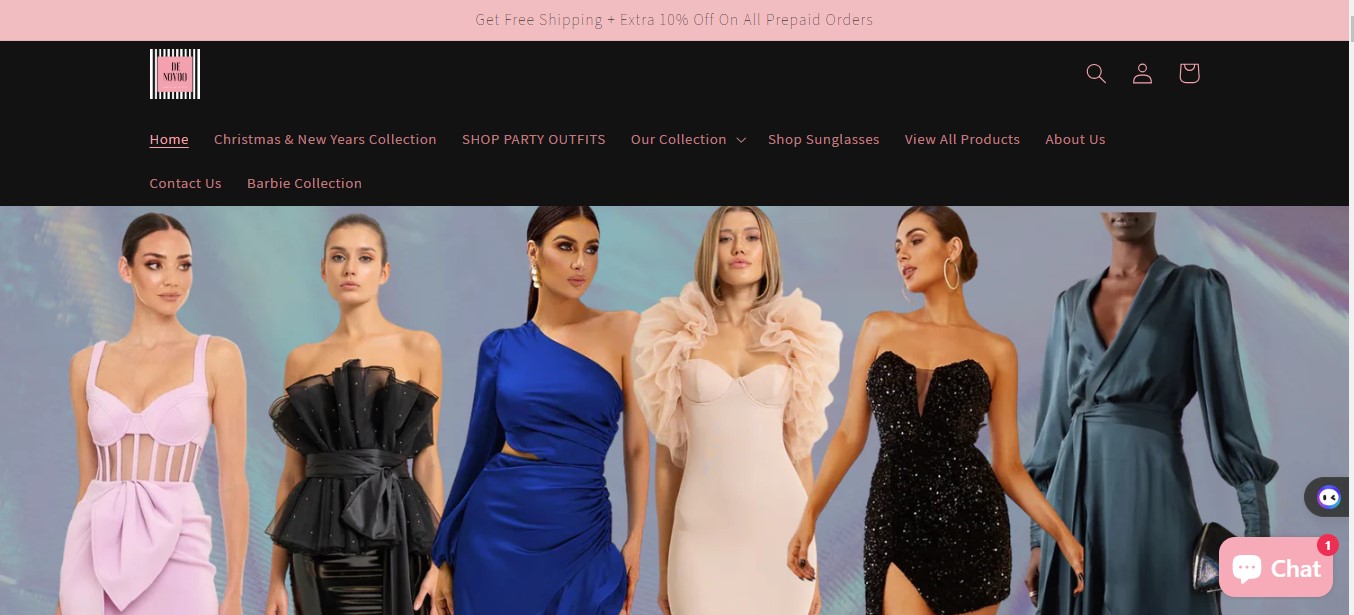 Get Free Shipping + Extra 10% Off On All Prepaid Orders
DE
NOVOO
Home Christmas & New Years Collection SHOP PARTY OUTFITS Our Collection Shop Sunglasses View All Products About Us
Contact Us Barbie Collection
1
Chat